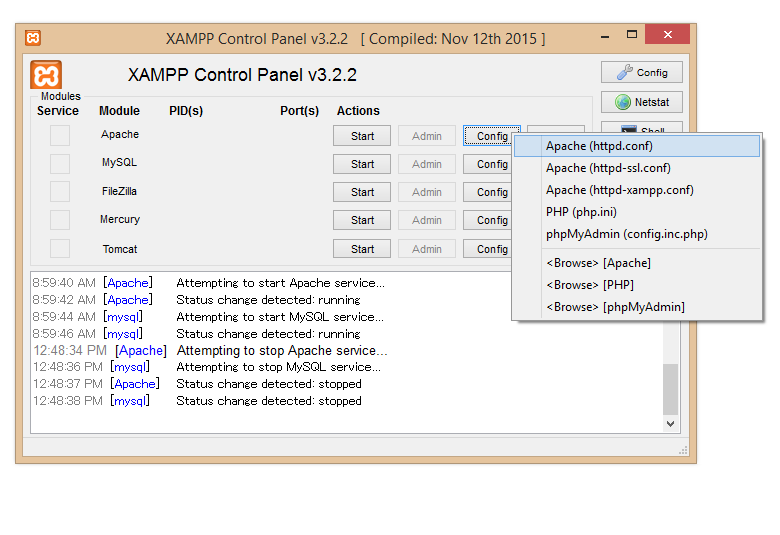 XAMPP Control Panel v3.2.2 [ Compiled: Nov 12th 2015 ]
XAMPP Control Panel v3.2.2
Config
Netstat
Shell
Modules
Service Module PID(s) Port(s) Actions
Apache Start Admin Config
MySQL Start Admin Config
FileZilla Start Admin Config
Mercury Start Admin Config
Tomcat Start Admin Config
Apache (httpd.conf)
Apache (httpd-ssl.conf)
Apache (httpd-xampp.conf)
PHP (php.ini)
phpMyAdmin (config.inc.php)
<Browse> [Apache]
<Browse> [PHP]
<Browse> [phpMyAdmin]
8:59:40 AM [Apache] Attempting to start Apache service...
8:59:42 AM [Apache] Status change detected: running
8:59:44 AM [mysql] Attempting to start MySQL service...
8:59:46 AM [mysql] Status change detected: running
12:48:34 PM [Apache] Attempting to stop Apache service...
12:48:36 PM [mysql] Attempting to stop MySQL service...
12:48:37 PM [Apache] Status change detected: stopped
12:48:38 PM [mysql] Status change detected: stopped